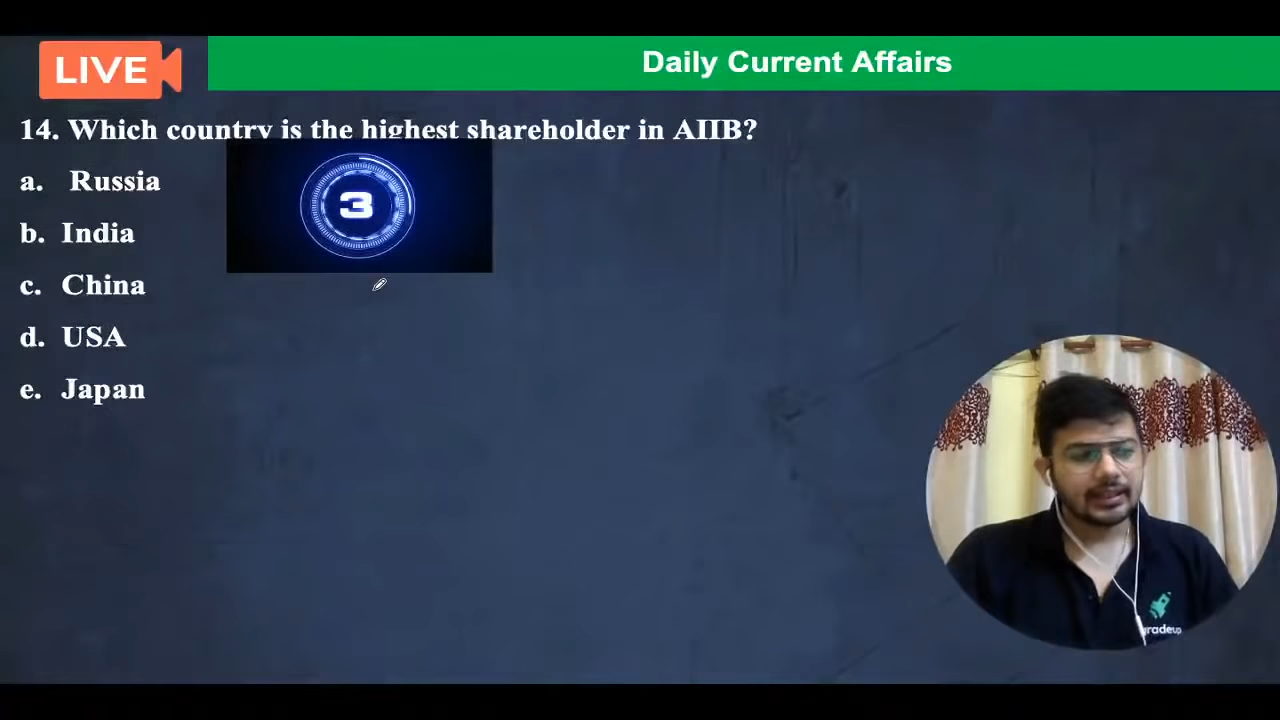 LIVE
Daily Current Affairs
14. Which country is the highest shareholder in AIIB?
3
a. Russia
b. India
c. China
d. USA
e. Japan
gradeup